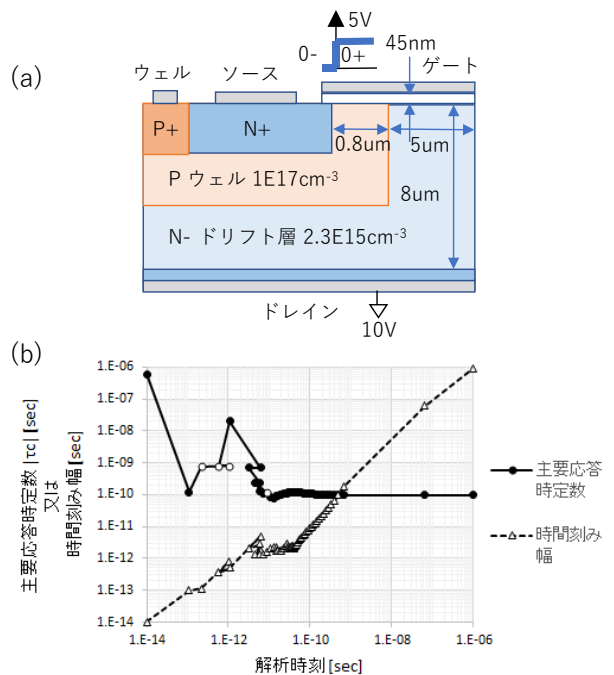 (a)
5V
0-
0+
45nm
ウェル
ソース
ゲート
P+
N+
0.8um
5um
P ウェル 1E17cm-3
8um
N- ドリフト層 2.3E15cm-3
ドレイン
10V
(b)
主要応答時定数 |τc| [sec]
又は
時間刻み幅 [sec]
1.E-06
1.E-07
1.E-08
1.E-09
1.E-10
1.E-11
1.E-12
1.E-13
1.E-14
1.E-14
1.E-12
1.E-10
1.E-08
1.E-06
解析時刻 [sec]
主要応答
時定数
時間刻み
幅